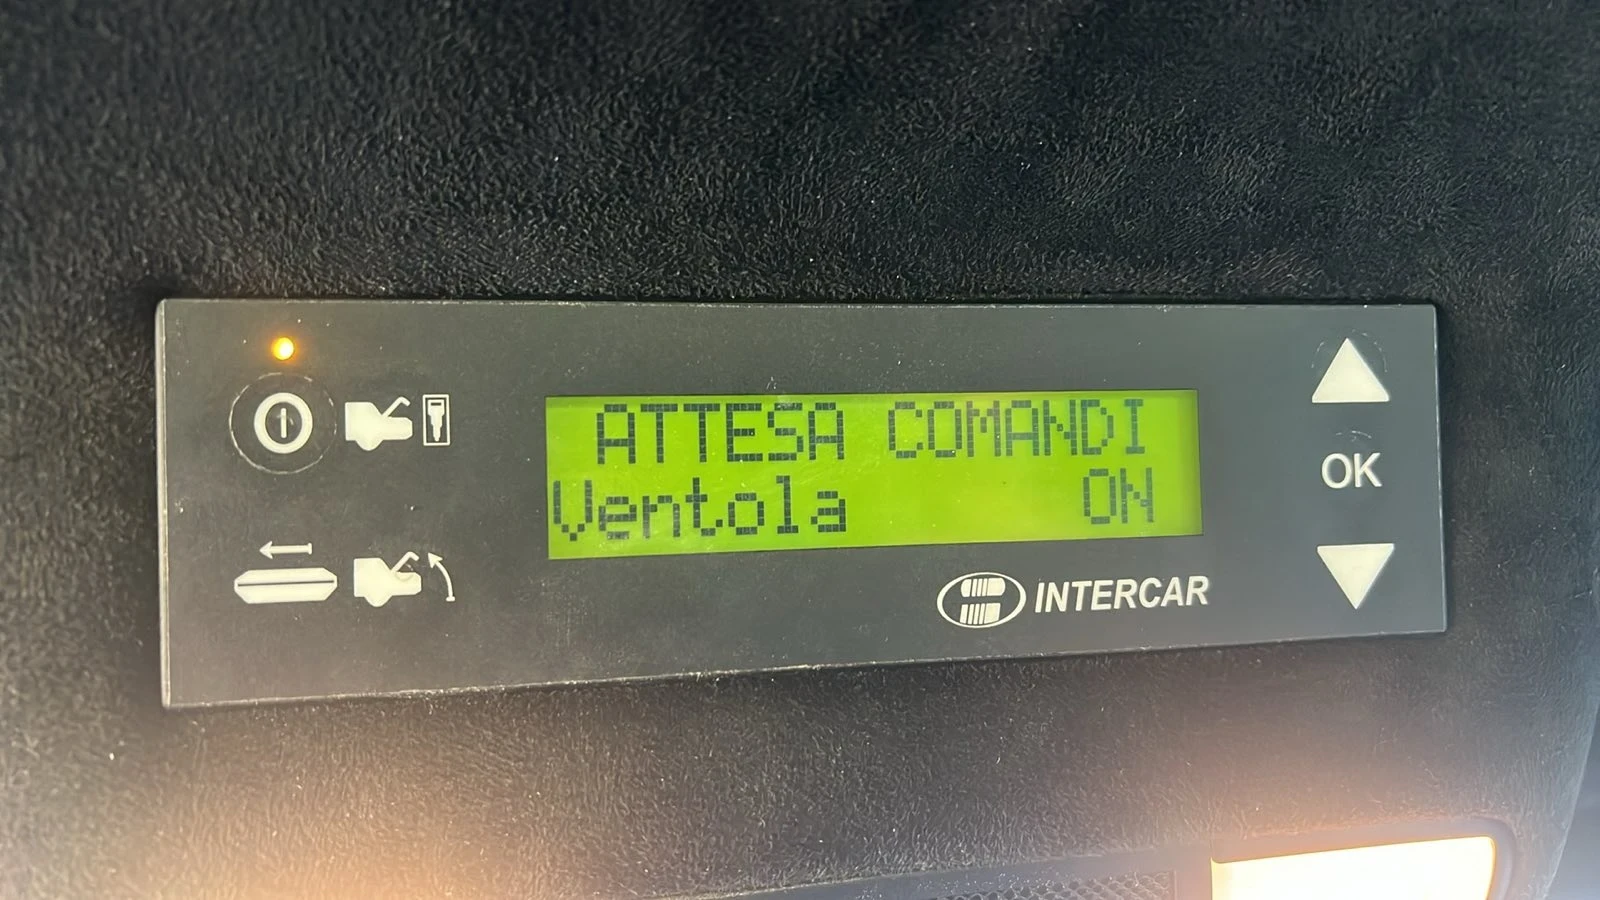 ATTESA COMANDI
Ventola ON
OK
INTERCAR